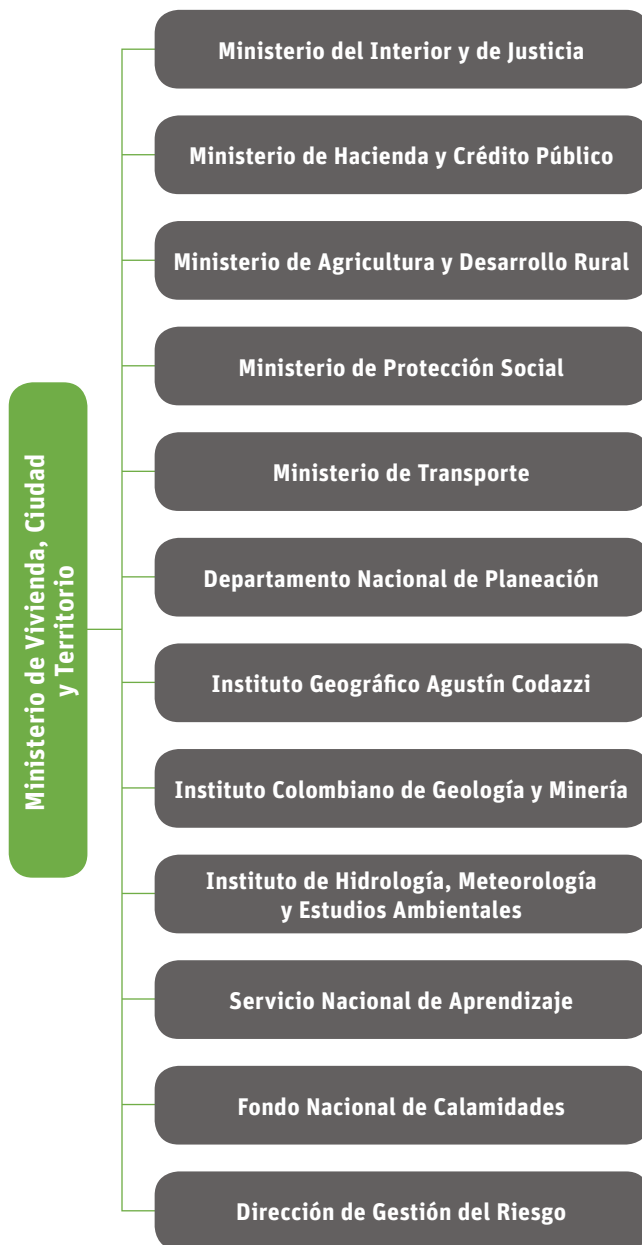 Ministerio de Vivienda, Ciudad
y Territorio
Ministerio del Interior y de Justicia
Ministerio de Hacienda y Crédito Público
Ministerio de Agricultura y Desarrollo Rural
Ministerio de Protección Social
Ministerio de Transporte
Departamento Nacional de Planeación
Instituto Geográfico Agustín Codazzi
Instituto Colombiano de Geología y Minería
Instituto de Hidrología, Meteorología
y Estudios Ambientales
Servicio Nacional de Aprendizaje
Fondo Nacional de Calamidades
Dirección de Gestión del Riesgo